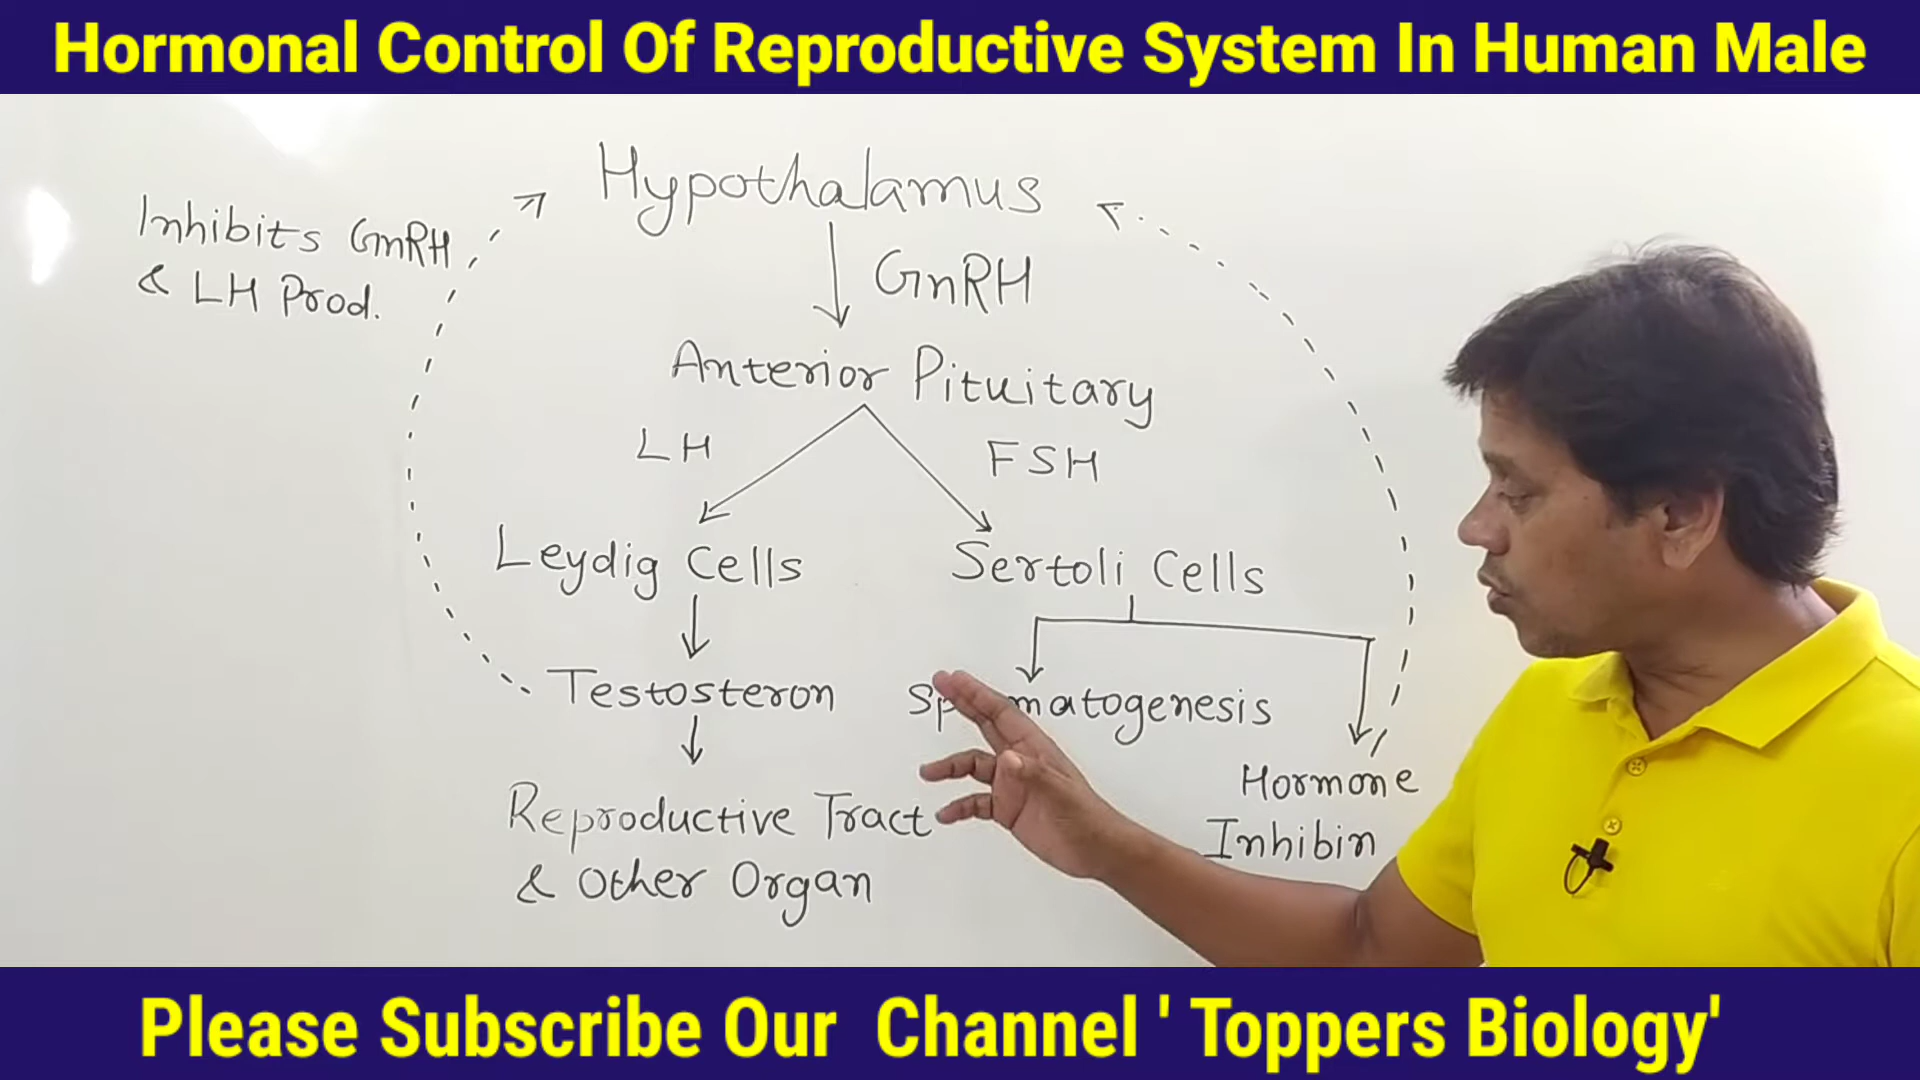 Hormonal Control Of Reproductive System In Human Male
Hypothalamus
Inhibits GnRH
& LH Prod.
GnRH
Anterior Pituitary
LH
FSH
Leydig Cells
Sertoli Cells
Testosteron
matogenesis
Reproductive Tract
& Other Organ
Hormone
Inhibin
Please Subscribe Our Channel ' Toppers Biology'